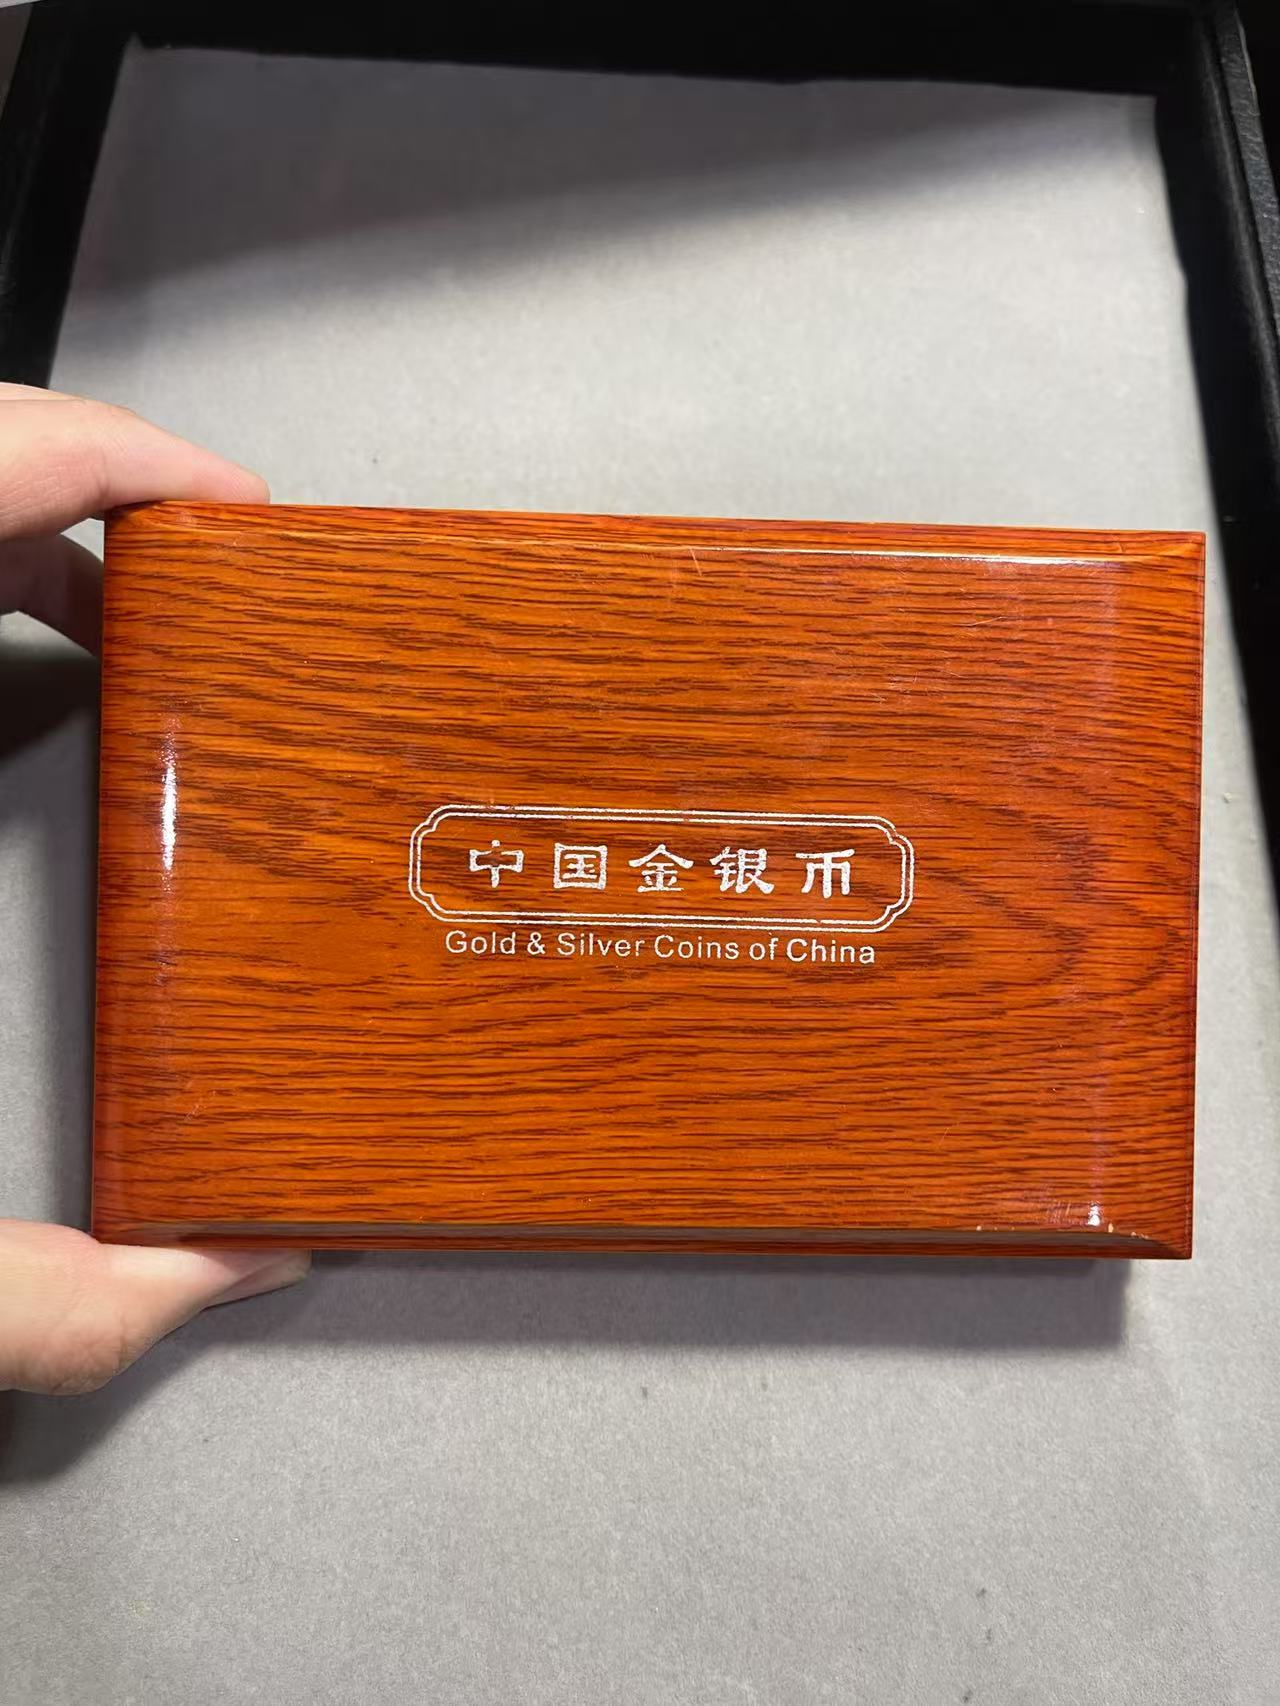 中国金银币
Gold & Silver Coins of China